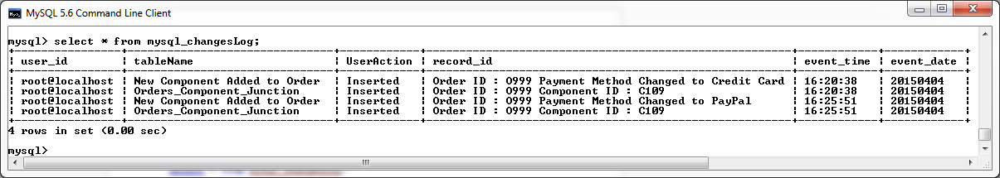 MySQL 5.6 Command Line Client
mysql> select * from mysql_changesLog;
user_id | tableName | UserAction | record_id | event_time | event_date
root@localhost | New Component Added to Order | Inserted | Order ID : O999 Payment Method Changed to Credit Card | 16:20:38 | 20150404
root@localhost | Orders_Component_Junction | Inserted | Order ID : O999 Component ID : C109 | 16:20:38 | 20150404
root@localhost | New Component Added to Order | Inserted | Order ID : O999 Payment Method Changed to PayPal | 16:25:51 | 20150404
root@localhost | Orders_Component_Junction | Inserted | Order ID : O999 Component ID : C109 | 16:25:51 | 20150404
4 rows in set (0.00 sec)
mysql>